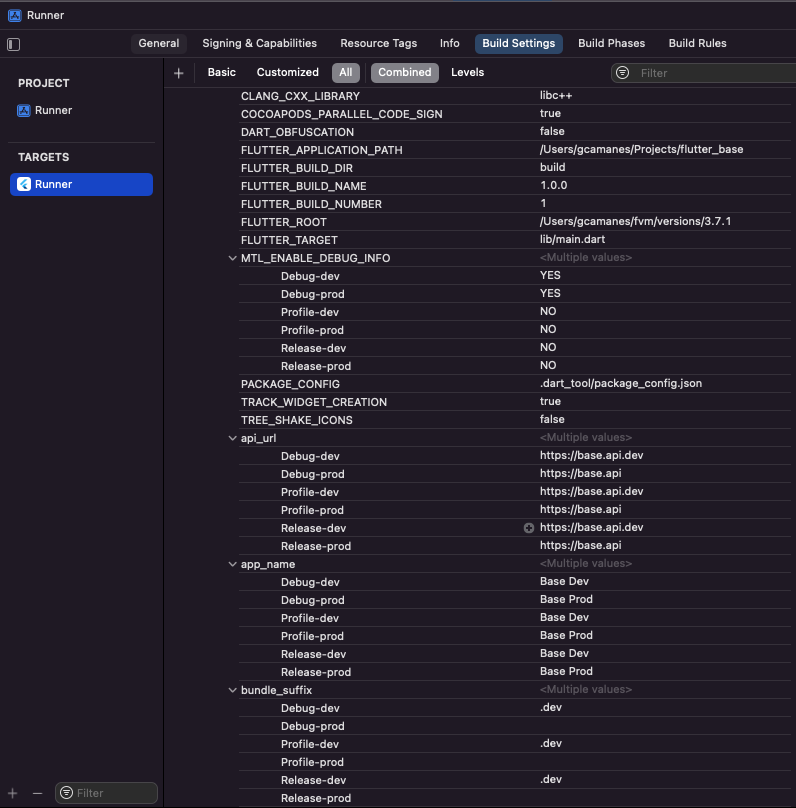 Runner
General Signing & Capabilities Resource Tags Info Build Settings Build Phases Build Rules
PROJECT
Runner
TARGETS
Runner
+ Basic Customized All Combined Levels Filter
CLANG_CXX_LIBRARY libc++
COCOAPODS_PARALLEL_CODE_SIGN true
DART_OBFUSCATION false
FLUTTER_APPLICATION_PATH /Users/gcamanes/Projects/flutter_base
FLUTTER_BUILD_DIR build
FLUTTER_BUILD_NAME 1.0.0
FLUTTER_BUILD_NUMBER 1
FLUTTER_ROOT /Users/gcamanes/fvm/versions/3.7.1
FLUTTER_TARGET lib/main.dart
MTL_ENABLE_DEBUG_INFO <Multiple values>
Debug-dev YES
Debug-prod YES
Profile-dev NO
Profile-prod NO
Release-dev NO
Release-prod NO
PACKAGE_CONFIG .dart_tool/package_config.json
TRACK_WIDGET_CREATION true
TREE_SHAKE_ICONS false
api_url <Multiple values>
Debug-dev https://base.api.dev
Debug-prod https://base.api
Profile-dev https://base.api.dev
Profile-prod https://base.api
Release-dev https://base.api.dev
Release-prod https://base.api
app_name <Multiple values>
Debug-dev Base Dev
Debug-prod Base Prod
Profile-dev Base Dev
Profile-prod Base Prod
Release-dev Base Dev
Release-prod Base Prod
bundle_suffix <Multiple values>
Debug-dev .dev
Debug-prod
Profile-dev .dev
Profile-prod
Release-dev .dev
Release-prod
+ − Filter